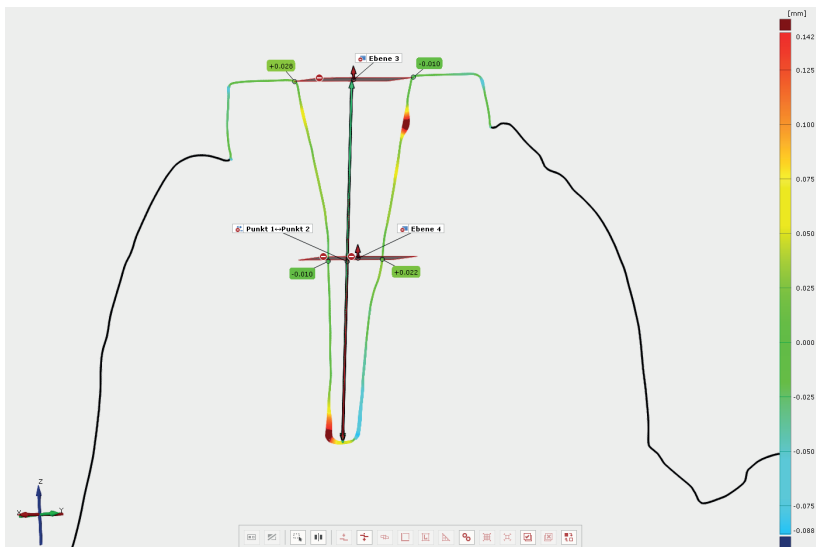 [mm]
0.142
0.125
0.100
0.075
0.050
0.025
0.000
-0.025
-0.050
-0.075
-0.088
+0.028
Ebene 3
-0.010
Punkt 1↔Punkt 2
Ebene 4
-0.010
+0.022
Z
X
Y